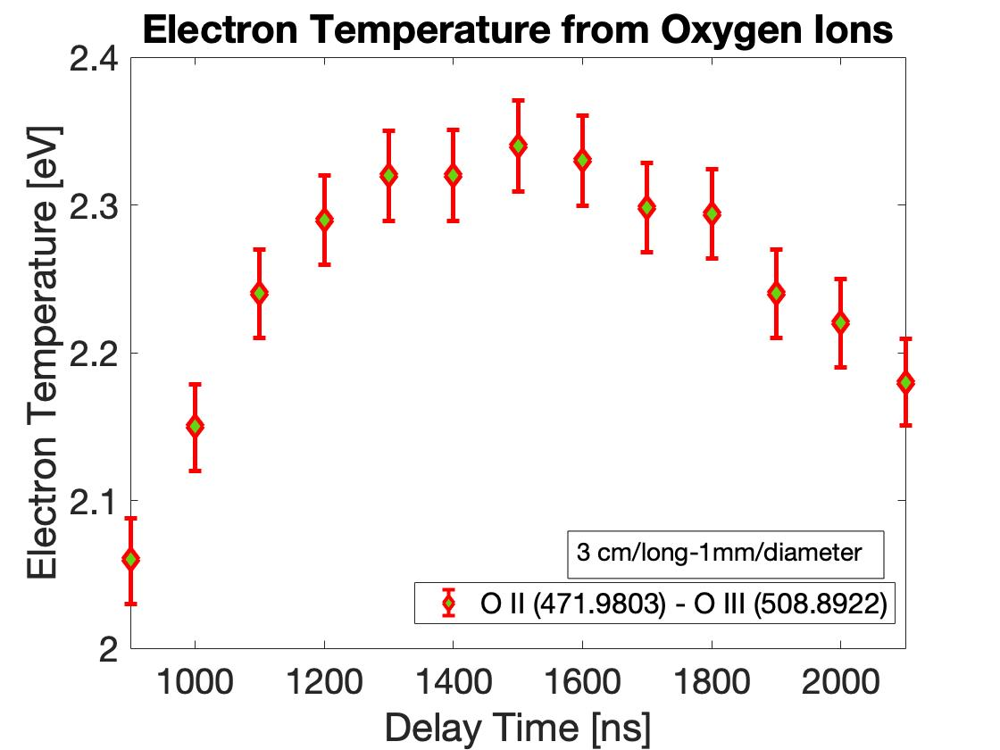 Electron Temperature from Oxygen Ions
2.4
2.3
2.2
2.1
2
Electron Temperature [eV]
3 cm/long-1mm/diameter
O II (471.9803) - O III (508.8922)
1000 1200 1400 1600 1800 2000
Delay Time [ns]